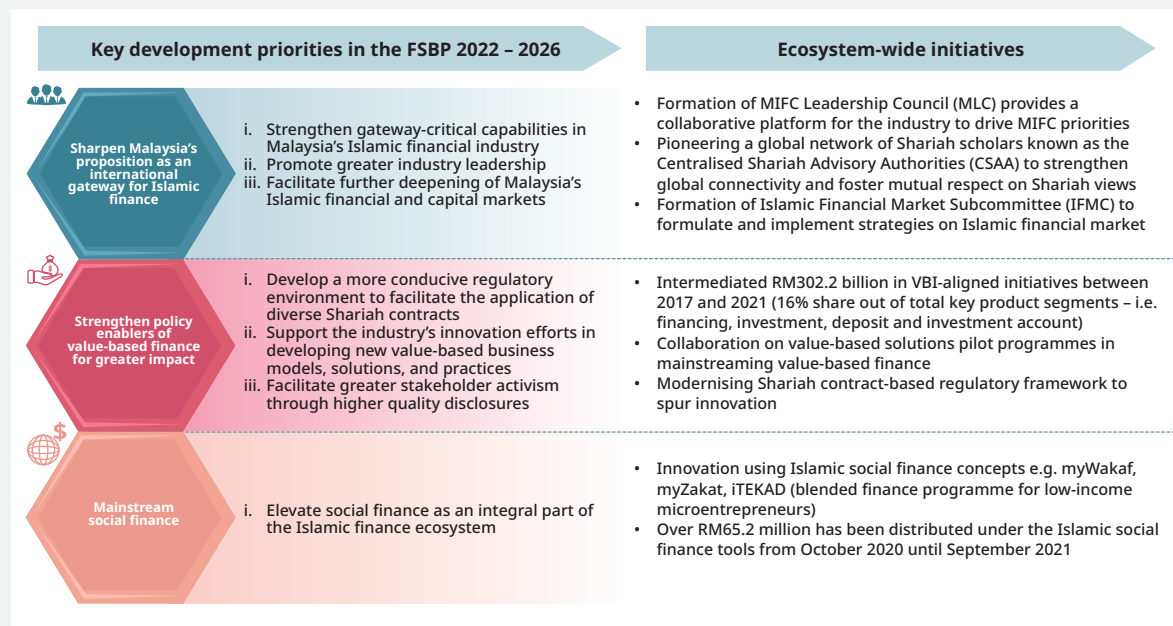 Key development priorities in the FSBP 2022 – 2026
Ecosystem-wide initiatives
Sharpen Malaysia's
proposition as an
international
gateway for Islamic
finance
i. Strengthen gateway-critical capabilities in
Malaysia's Islamic financial industry
ii. Promote greater industry leadership
iii. Facilitate further deepening of Malaysia's
Islamic financial and capital markets
• Formation of MIFC Leadership Council (MLC) provides a
collaborative platform for the industry to drive MIFC priorities
• Pioneering a global network of Shariah scholars known as the
Centralised Shariah Advisory Authorities (CSAA) to strengthen
global connectivity and foster mutual respect on Shariah views
• Formation of Islamic Financial Market Subcommittee (IFMC) to
formulate and implement strategies on Islamic financial market
$
Strengthen policy
enablers of
value-based finance
for greater impact
i. Develop a more conducive regulatory
environment to facilitate the application of
diverse Shariah contracts
ii. Support the industry's innovation efforts in
developing new value-based business
models, solutions, and practices
iii. Facilitate greater stakeholder activism
through higher quality disclosures
• Intermediated RM302.2 billion in VBI-aligned initiatives between
2017 and 2021 (16% share out of total key product segments – i.e.
financing, investment, deposit and investment account)
• Collaboration on value-based solutions pilot programmes in
mainstreaming value-based finance
• Modernising Shariah contract-based regulatory framework to
spur innovation
$
Mainstream
social finance
i. Elevate social finance as an integral part of
the Islamic finance ecosystem
• Innovation using Islamic social finance concepts e.g. myWakaf,
myZakat, iTEKAD (blended finance programme for low-income
microentrepreneurs)
• Over RM65.2 million has been distributed under the Islamic social
finance tools from October 2020 until September 2021